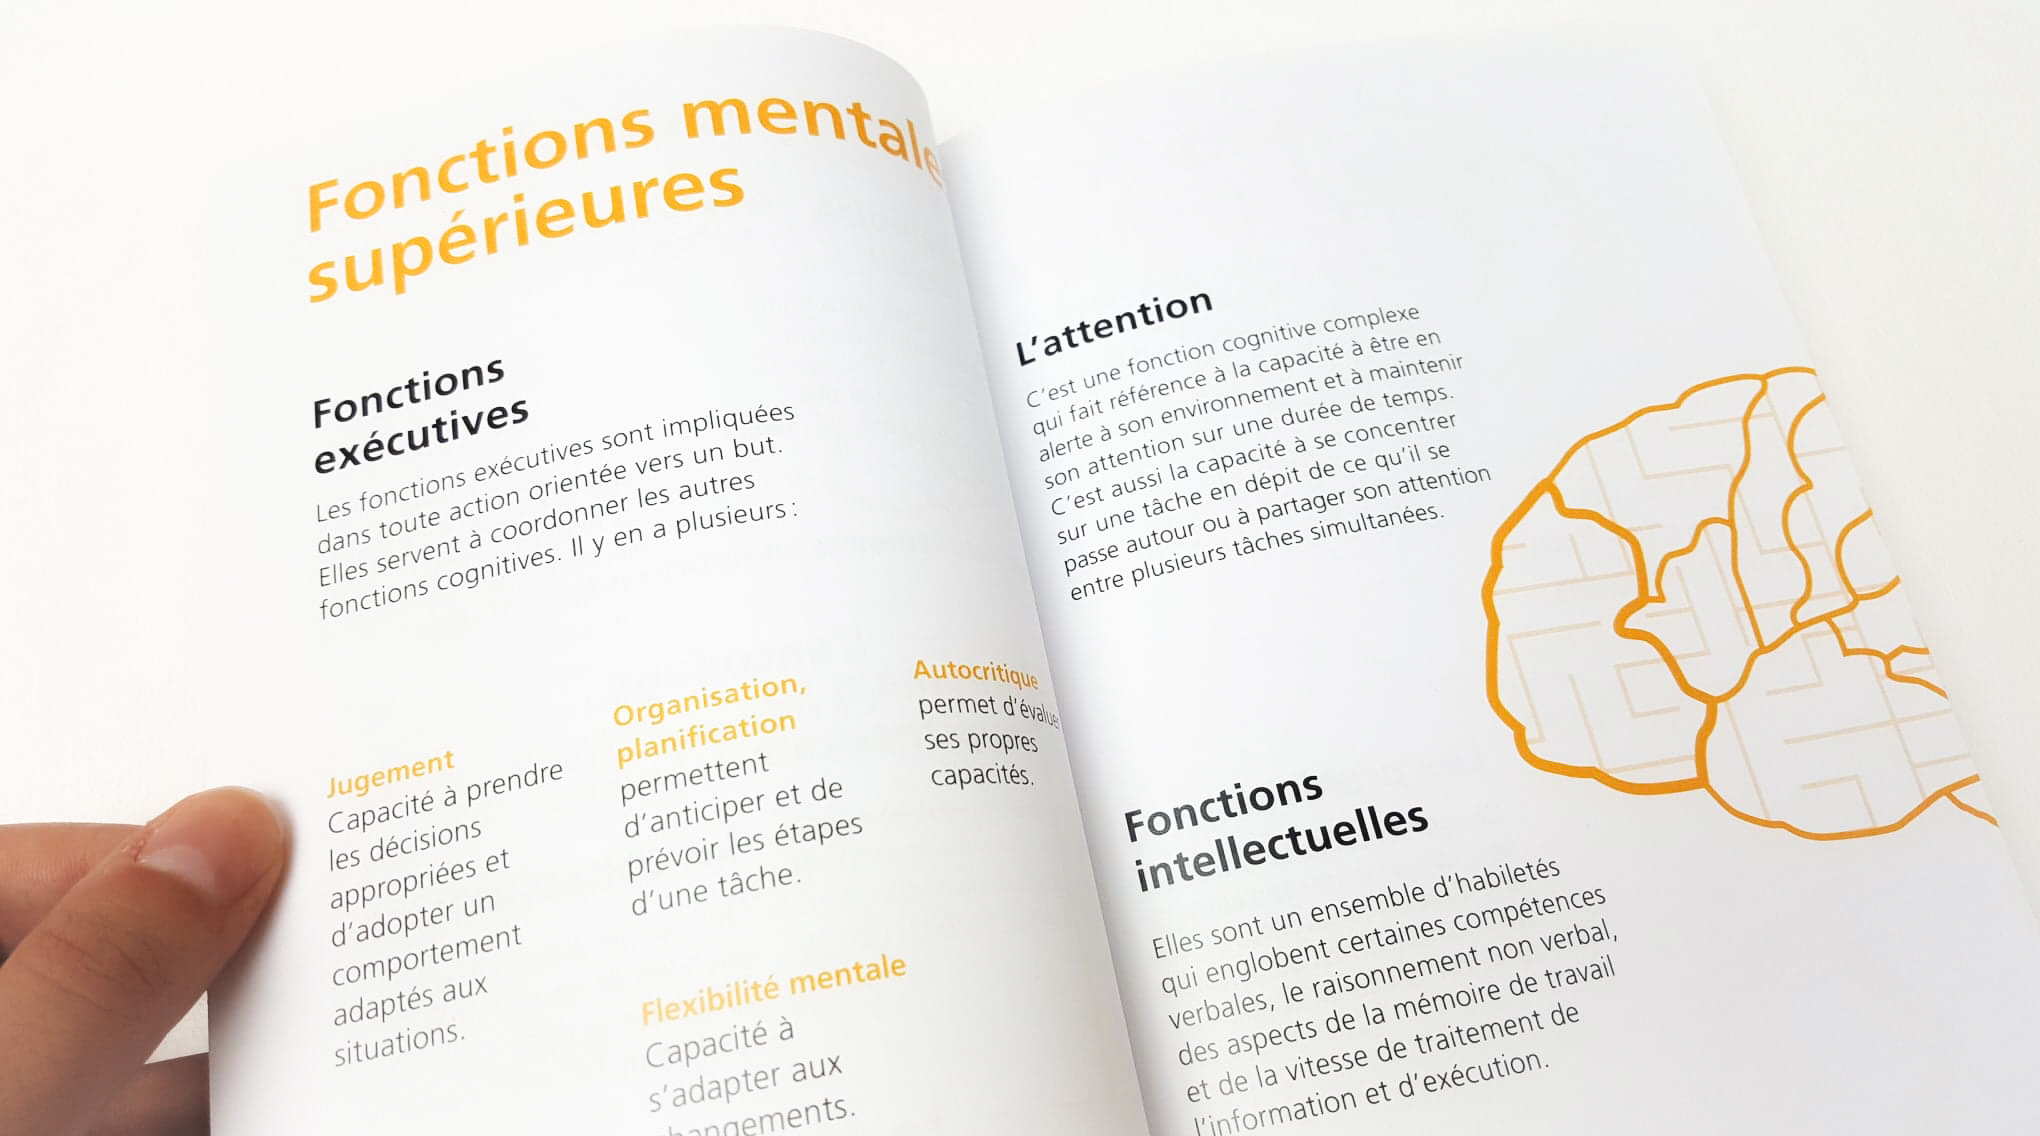 Fonctions mentale
supérieures
Fonctions
exécutives
Les fonctions exécutives sont impliquées
dans toute action orientée vers un but.
Elles servent à coordonner les autres
fonctions cognitives. Il y en a plusieurs :
Jugement
Capacité à prendre
les décisions
appropriées et
d'adopter un
comportement
adaptés aux
situations.
Organisation,
planification
permettent
d'anticiper et de
prévoir les étapes
d'une tâche.
Flexibilité mentale
Capacité à
s'adapter aux
changements.
Autocritique
permet d'évaluer
ses propres
capacités.
L'attention
C'est une fonction cognitive complexe
qui fait référence à la capacité à être en
alerte à son environnement et à maintenir
son attention sur une durée de temps.
C'est aussi la capacité à se concentrer
sur une tâche en dépit de ce qu'il se
passe autour ou à partager son attention
entre plusieurs tâches simultanées.
Fonctions
intellectuelles
Elles sont un ensemble d'habiletés
qui englobent certaines compétences
verbales, le raisonnement non verbal,
des aspects de la mémoire de travail
et de la vitesse de traitement de
l'information et d'exécution.